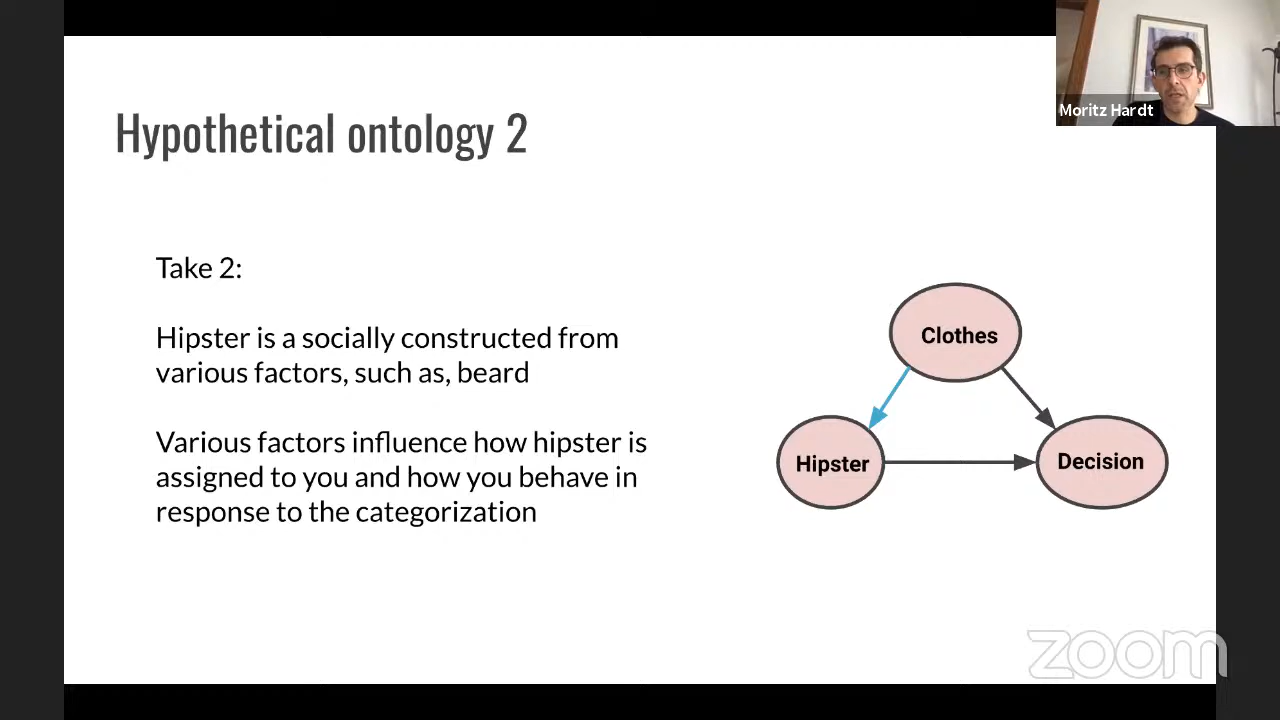 Moritz Hardt
Hypothetical ontology 2
Take 2:
Hipster is a socially constructed from
various factors, such as, beard
Various factors influence how hipster is
assigned to you and how you behave in
response to the categorization
Clothes
Hipster
Decision
zoom